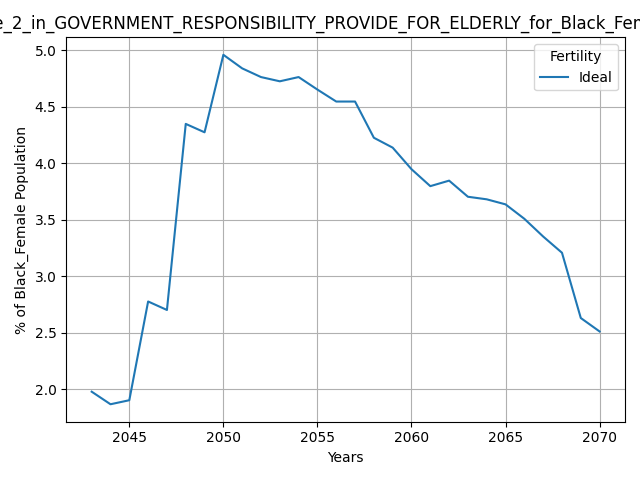 e_2_in_GOVERNMENT_RESPONSIBILITY_PROVIDE_FOR_ELDERLY_for_Black_Fem
Fertility
Ideal
% of Black_Female Population
5.0
4.5
4.0
3.5
3.0
2.5
2.0
2045 2050 2055 2060 2065 2070
Years